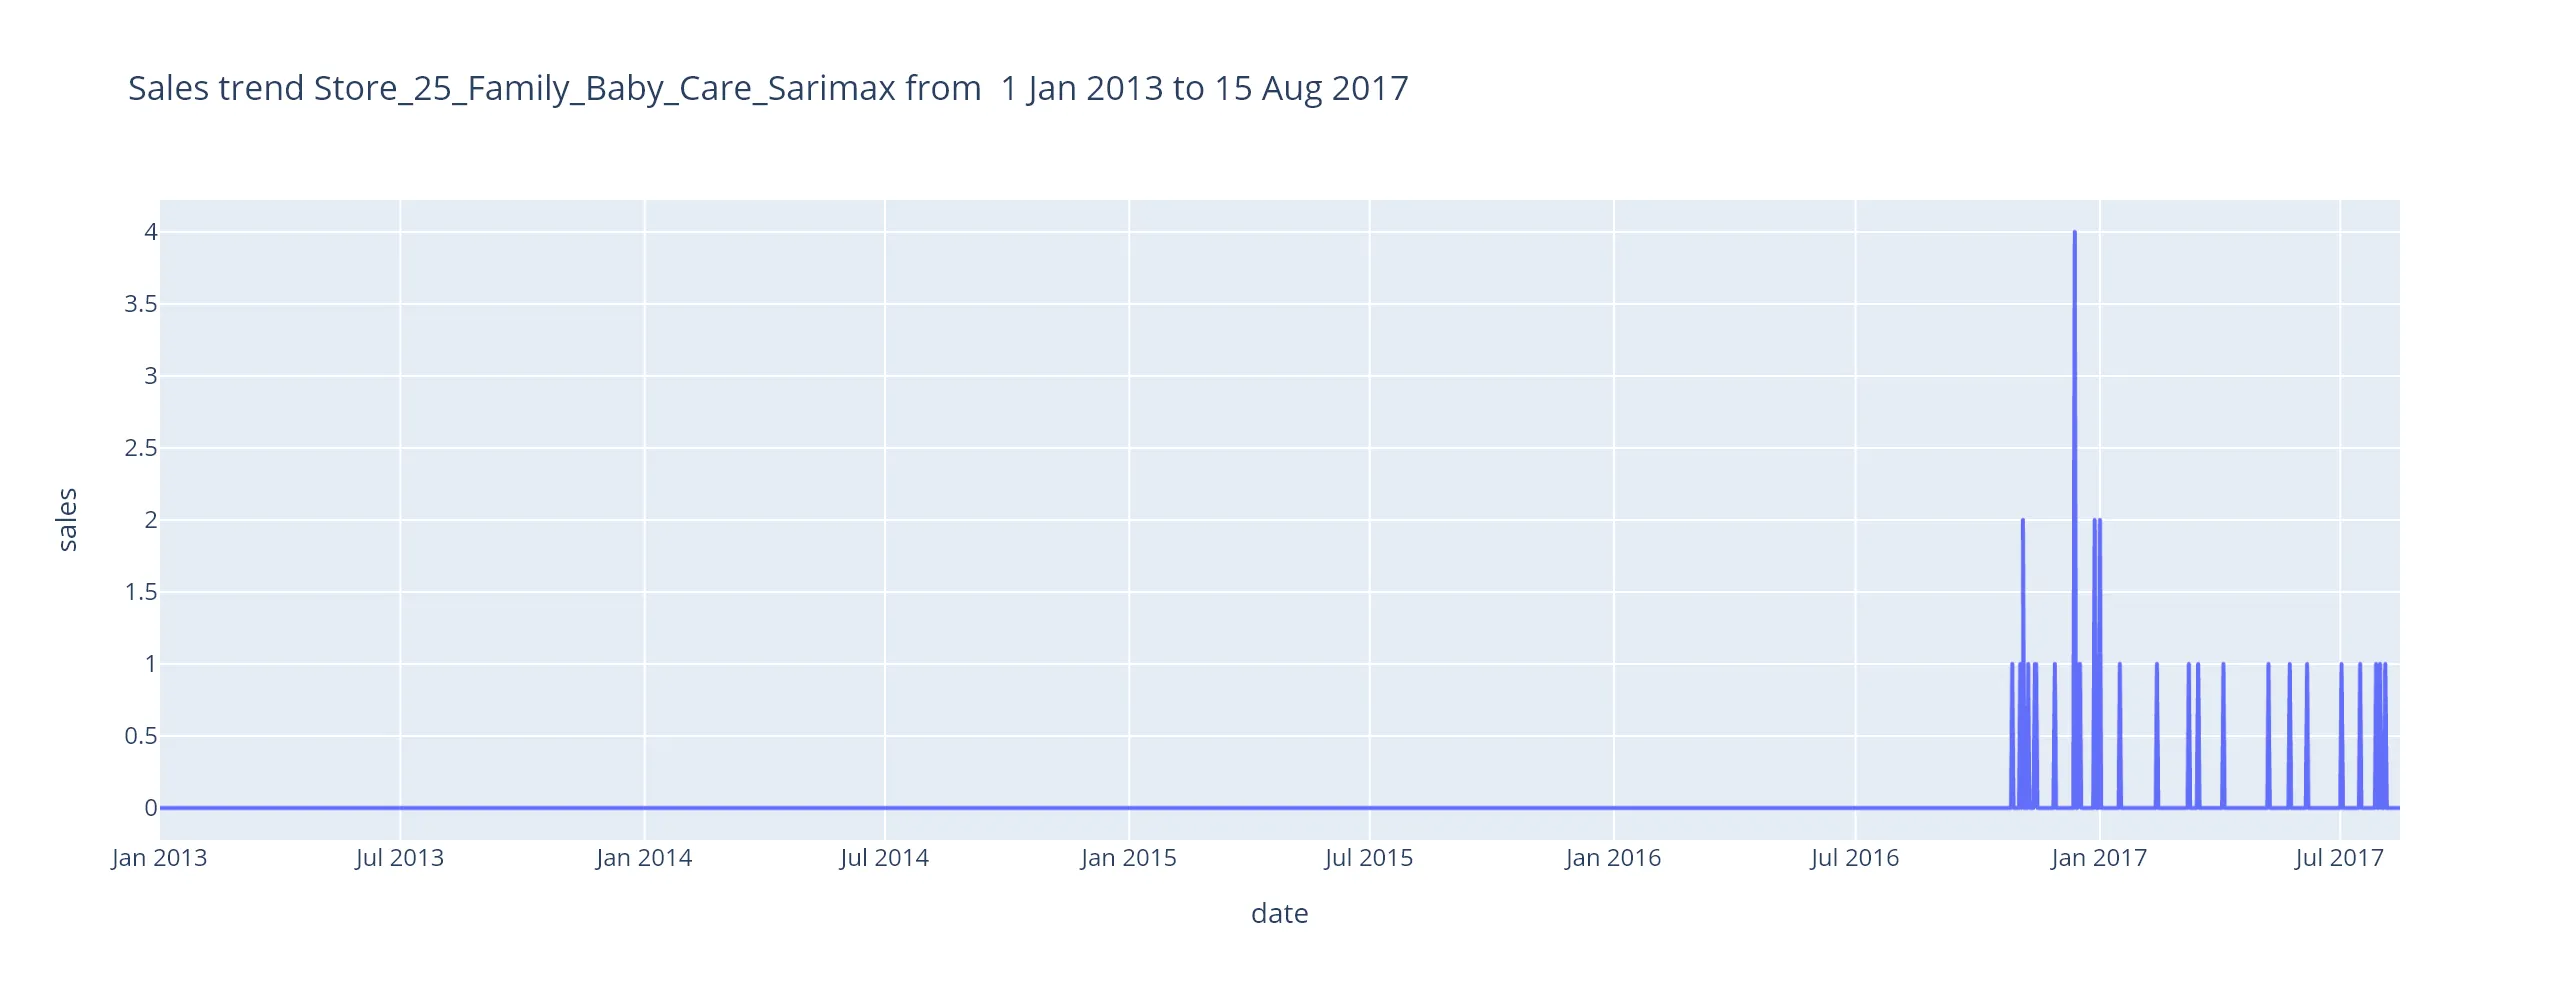 Sales trend Store_25_Family_Baby_Care_Sarimax from  1 Jan 2013 to 15 Aug 2017
4
3.5
3
2.5
2
1.5
1
0.5
0
sales
Jan 2013 Jul 2013 Jan 2014 Jul 2014 Jan 2015 Jul 2015 Jan 2016 Jul 2016 Jan 2017 Jul 2017
date